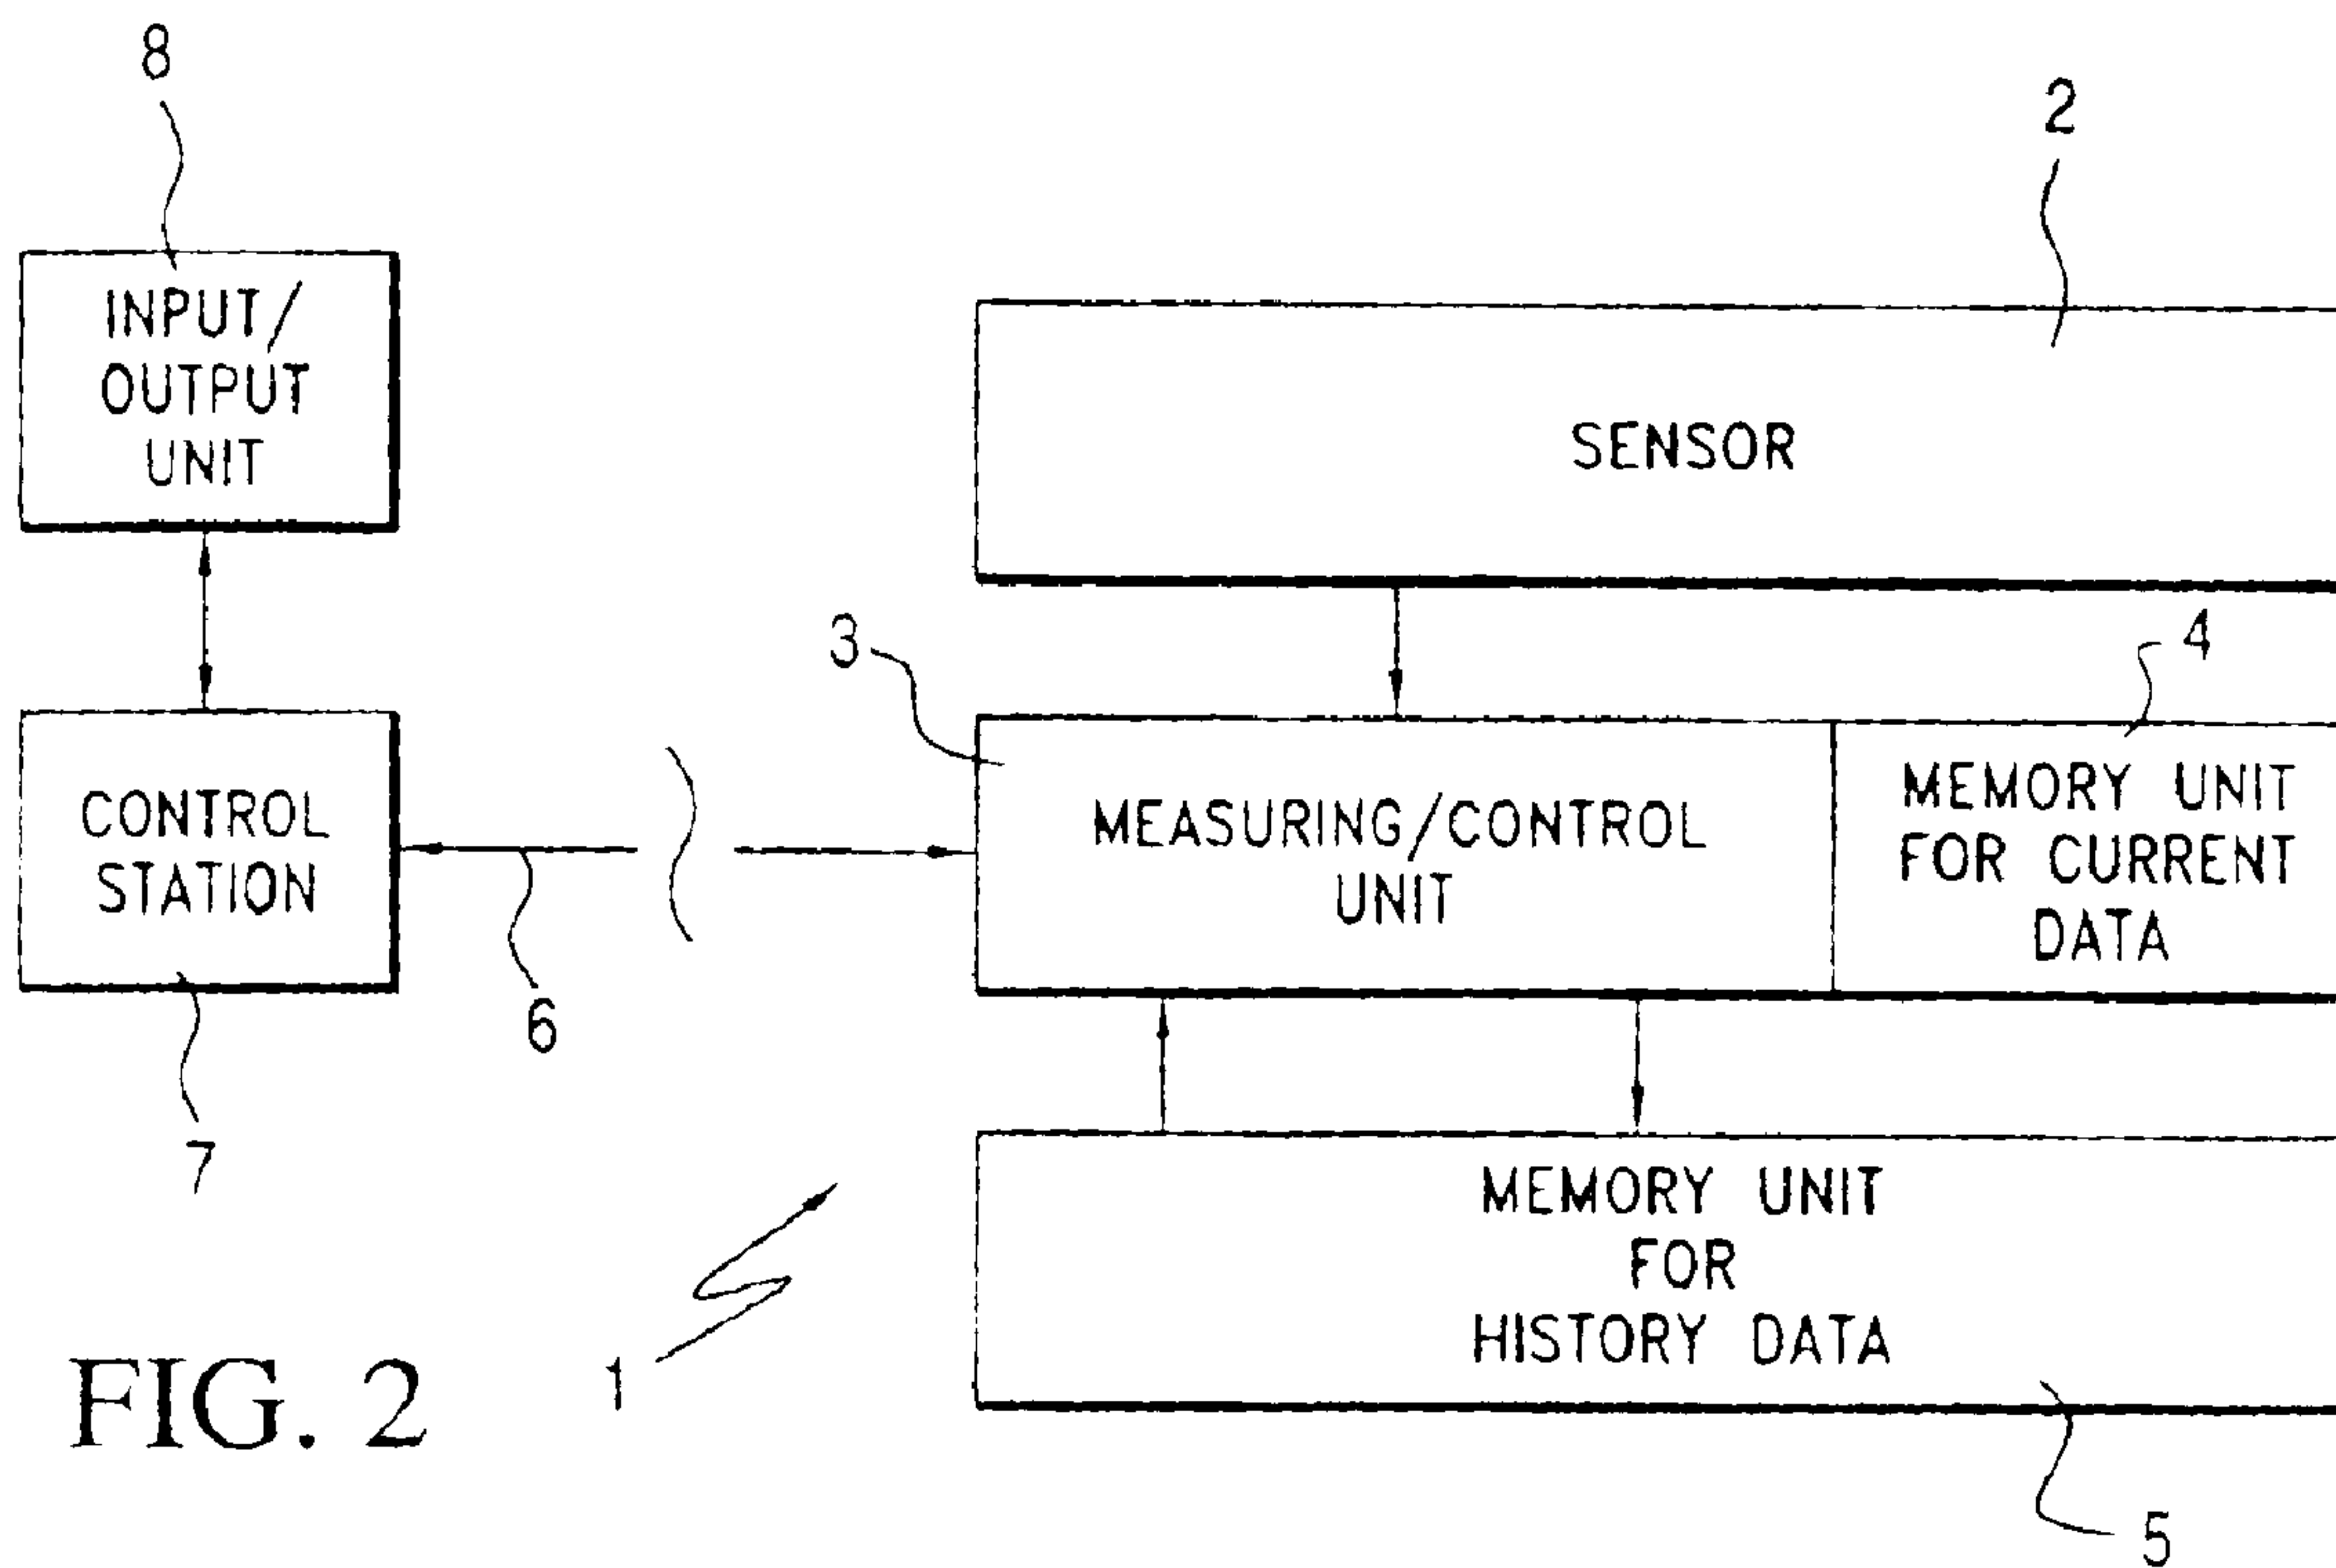 8
2
INPUT/
OUTPUT
UNIT
SENSOR
3
4
CONTROL
STATION
MEASURING/CONTROL
UNIT
MEMORY UNIT
FOR CURRENT
DATA
6
7
MEMORY UNIT
FOR
HISTORY DATA
1
FIG. 2
5